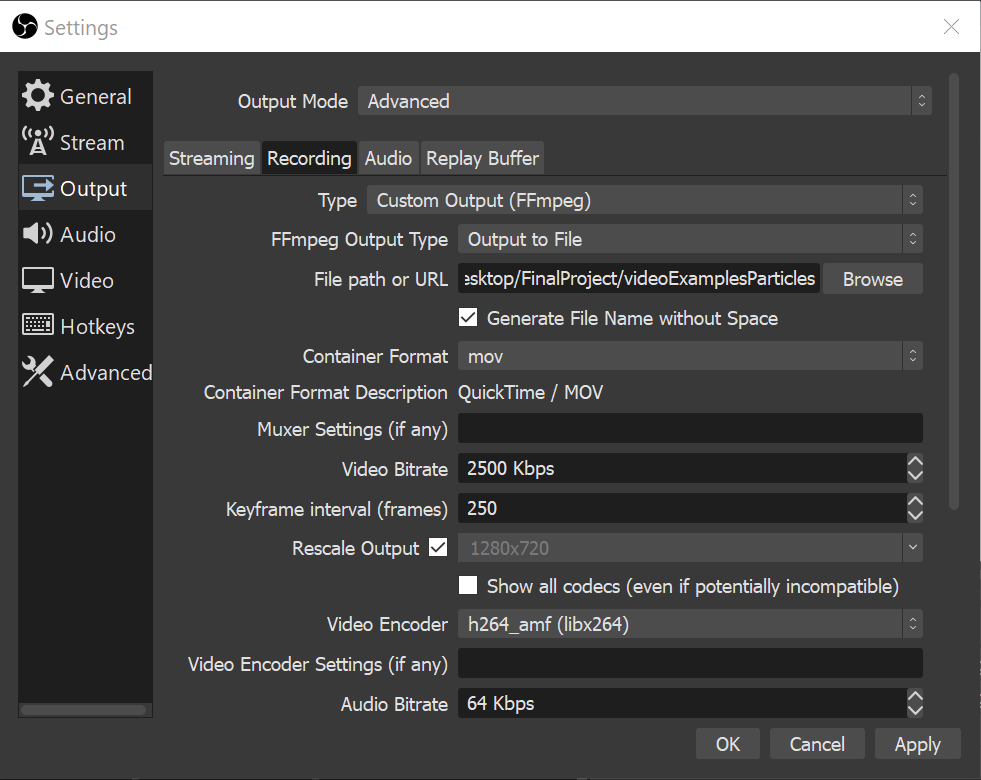 Settings
General
Stream
Output
Audio
Video
Hotkeys
Advanced
Output Mode Advanced
Streaming Recording Audio Replay Buffer
Type Custom Output (FFmpeg)
FFmpeg Output Type Output to File
File path or URL esktop/FinalProject/videoExamplesParticles Browse
Generate File Name without Space
Container Format mov
Container Format Description QuickTime / MOV
Muxer Settings (if any)
Video Bitrate 2500 Kbps
Keyframe interval (frames) 250
Rescale Output 1280x720
Show all codecs (even if potentially incompatible)
Video Encoder h264_amf (libx264)
Video Encoder Settings (if any)
Audio Bitrate 64 Kbps
OK Cancel Apply